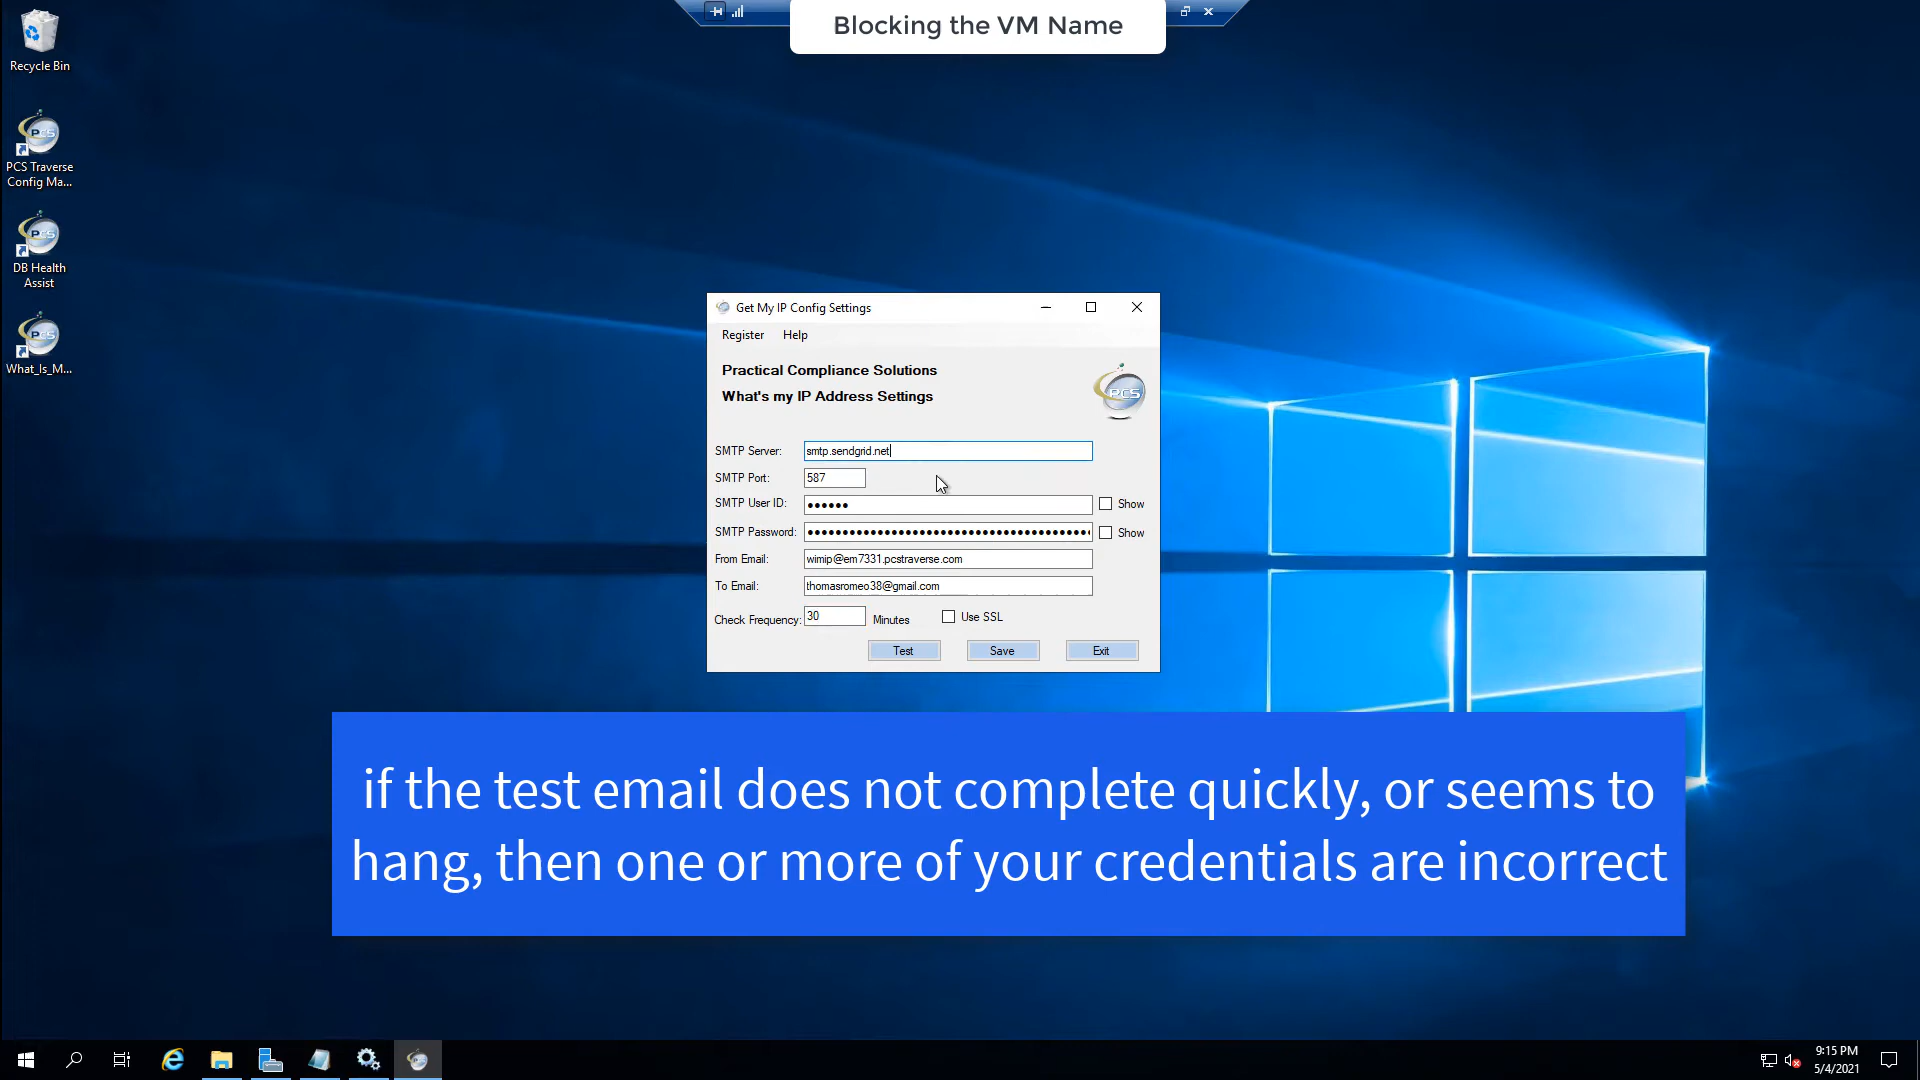 Blocking the VM Name
Recycle Bin
PCS Traverse
Config Ma...
DB Health
Assist
What_Is_M...
Get My IP Config Settings
Register Help
Practical Compliance Solutions
What's my IP Address Settings
PCS
SMTP Server: smtp.sendgrid.net
SMTP Port: 587
SMTP User ID: ●●●●●● Show
SMTP Password: ●●●●●●●●●●●●●●●●●●●●●●●●●●●●●●●●●●●●●●●●● Show
From Email: wimip@em7331.pcstraverse.com
To Email: thomasromeo38@gmail.com
Check Frequency: 30 Minutes Use SSL
Test Save Exit
if the test email does not complete quickly, or seems to
hang, then one or more of your credentials are incorrect
9:15 PM
5/4/2021